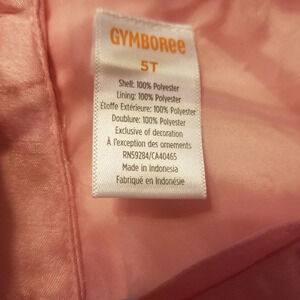 GYMBOREE
5T
Shell: 100% Polyester
Lining: 100% Polyester
Étoffe Extérieure: 100% Polyester
Doublure: 100% Polyester
Exclusive of decoration
À l'exception des ornements
RN59284/CA40465
Made in Indonesia
Fabriqué en Indonésie